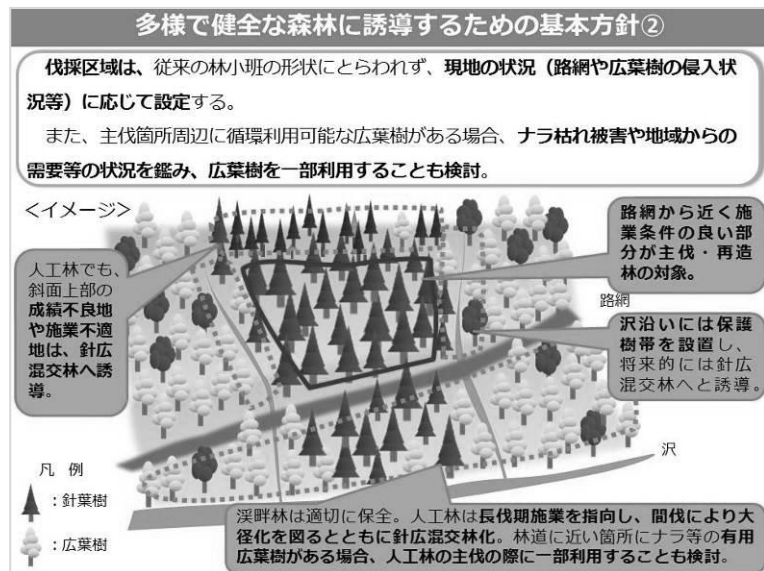 多様で健全な森林に誘導するための基本方針②
伐採区域は、従来の林小班の形状にとらわれず、現地の状況（路網や広葉樹の侵入状
況等）に応じて設定する。
また、主伐箇所周辺に循環利用可能な広葉樹がある場合、ナラ枯れ被害や地域からの
需要等の状況を鑑み、広葉樹を一部利用することも検討。
＜イメージ＞
路網から近く施
業条件の良い部
分が主伐・再造
林の対象。
人工林でも、
斜面上部の
成績不良地
や施業不適
地は、針広
混交林へ誘
導。
路網
沢沿いには保護
樹帯を設置し、
将来的には針広
混交林へと誘導。
沢
凡 例
：針葉樹
：広葉樹
渓畔林は適切に保全。人工林は長伐期施業を指向し、間伐により大
径化を図るとともに針広混交林化。林道に近い箇所にナラ等の有用
広葉樹がある場合、人工林の主伐の際に一部利用することも検討。